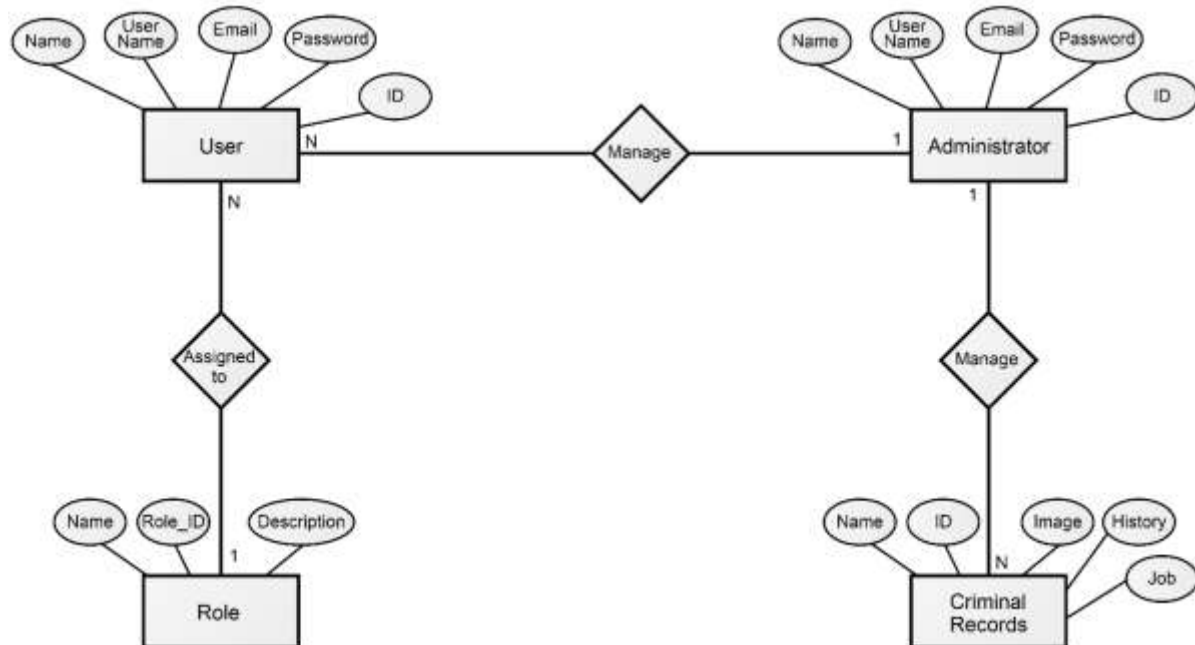 Name
User
Name
Email
Password
ID
User
N
N
Manage
Name
User
Name
Email
Password
ID
1
Administrator
1
Assigned
to
Manage
Name
Role_ID
Description
1
Role
Name
ID
Image
History
Job
N
Criminal
Records